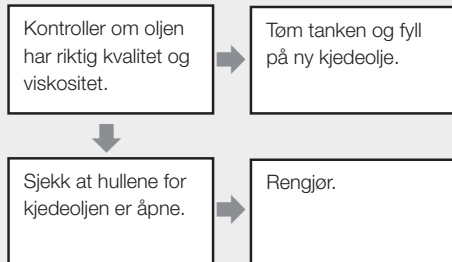 Kontroller om oljen
har riktig kvalitet og
viskositet.
Tøm tanken og fyll
på ny kjedeolje.
Sjekk at hullene for
kjedeoljen er åpne.
Rengjør.